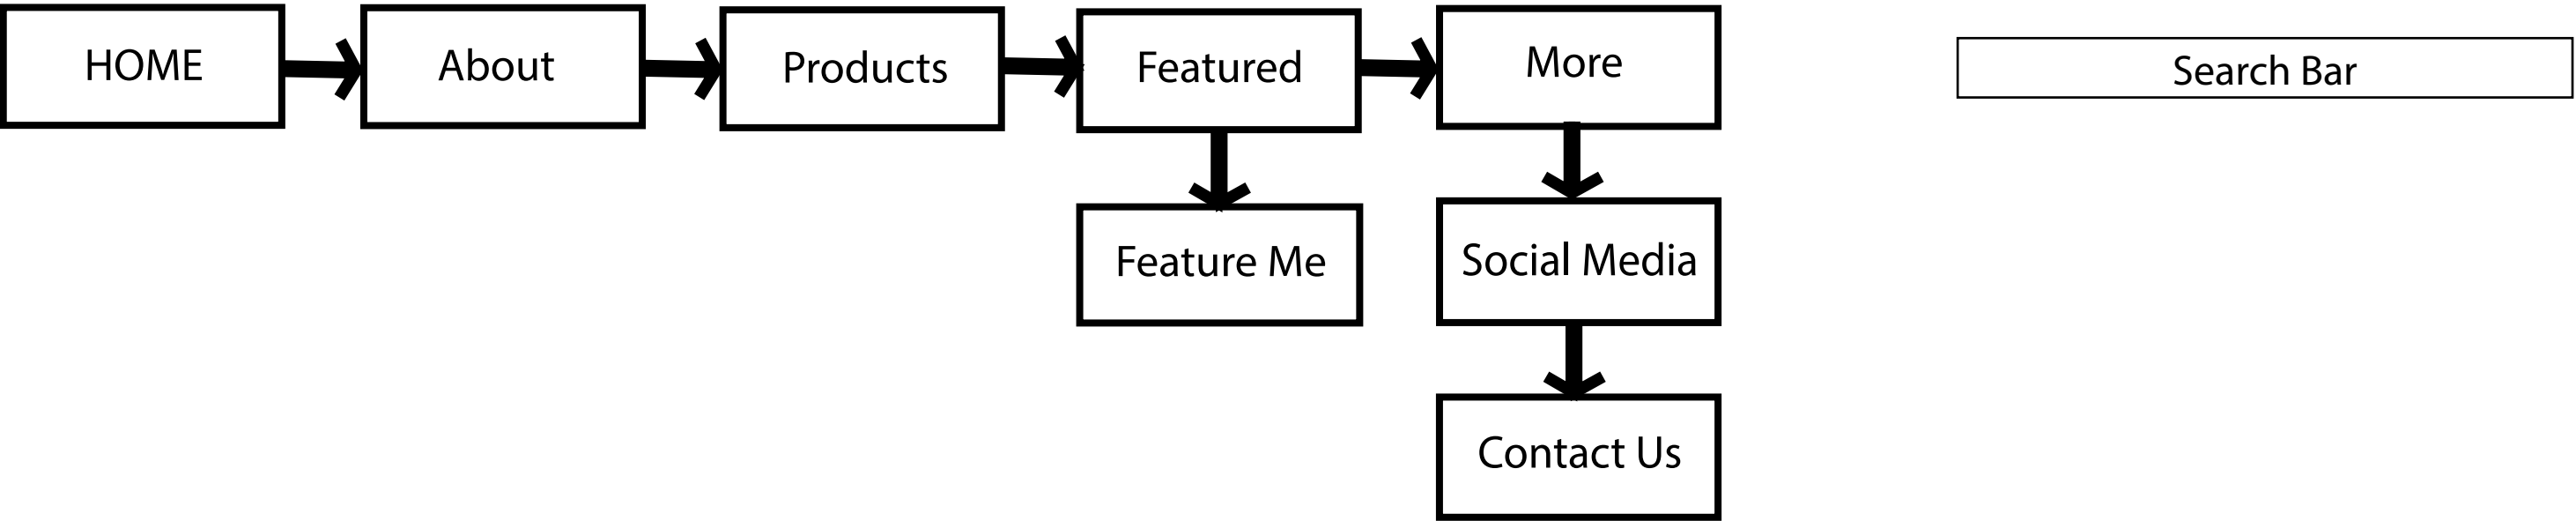 HOME
About
Products
Featured
More
Search Bar
Feature Me
Social Media
Contact Us